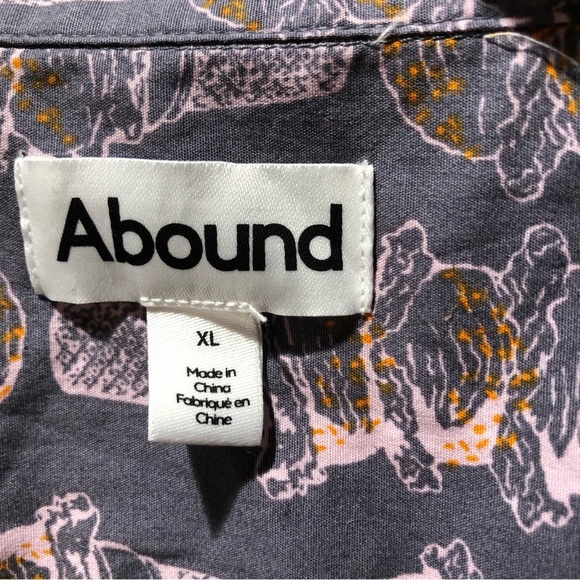 Abound
XL
Made in
China
Fabriqué en
Chine